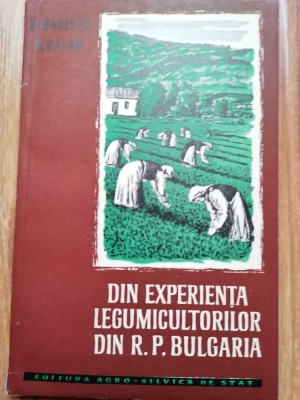 DIN EXPERIENȚA
LEGUMICULTORILOR
DIN R. P. BULGARIA
EDITURA AGRO-SILVICĂ DE STAT